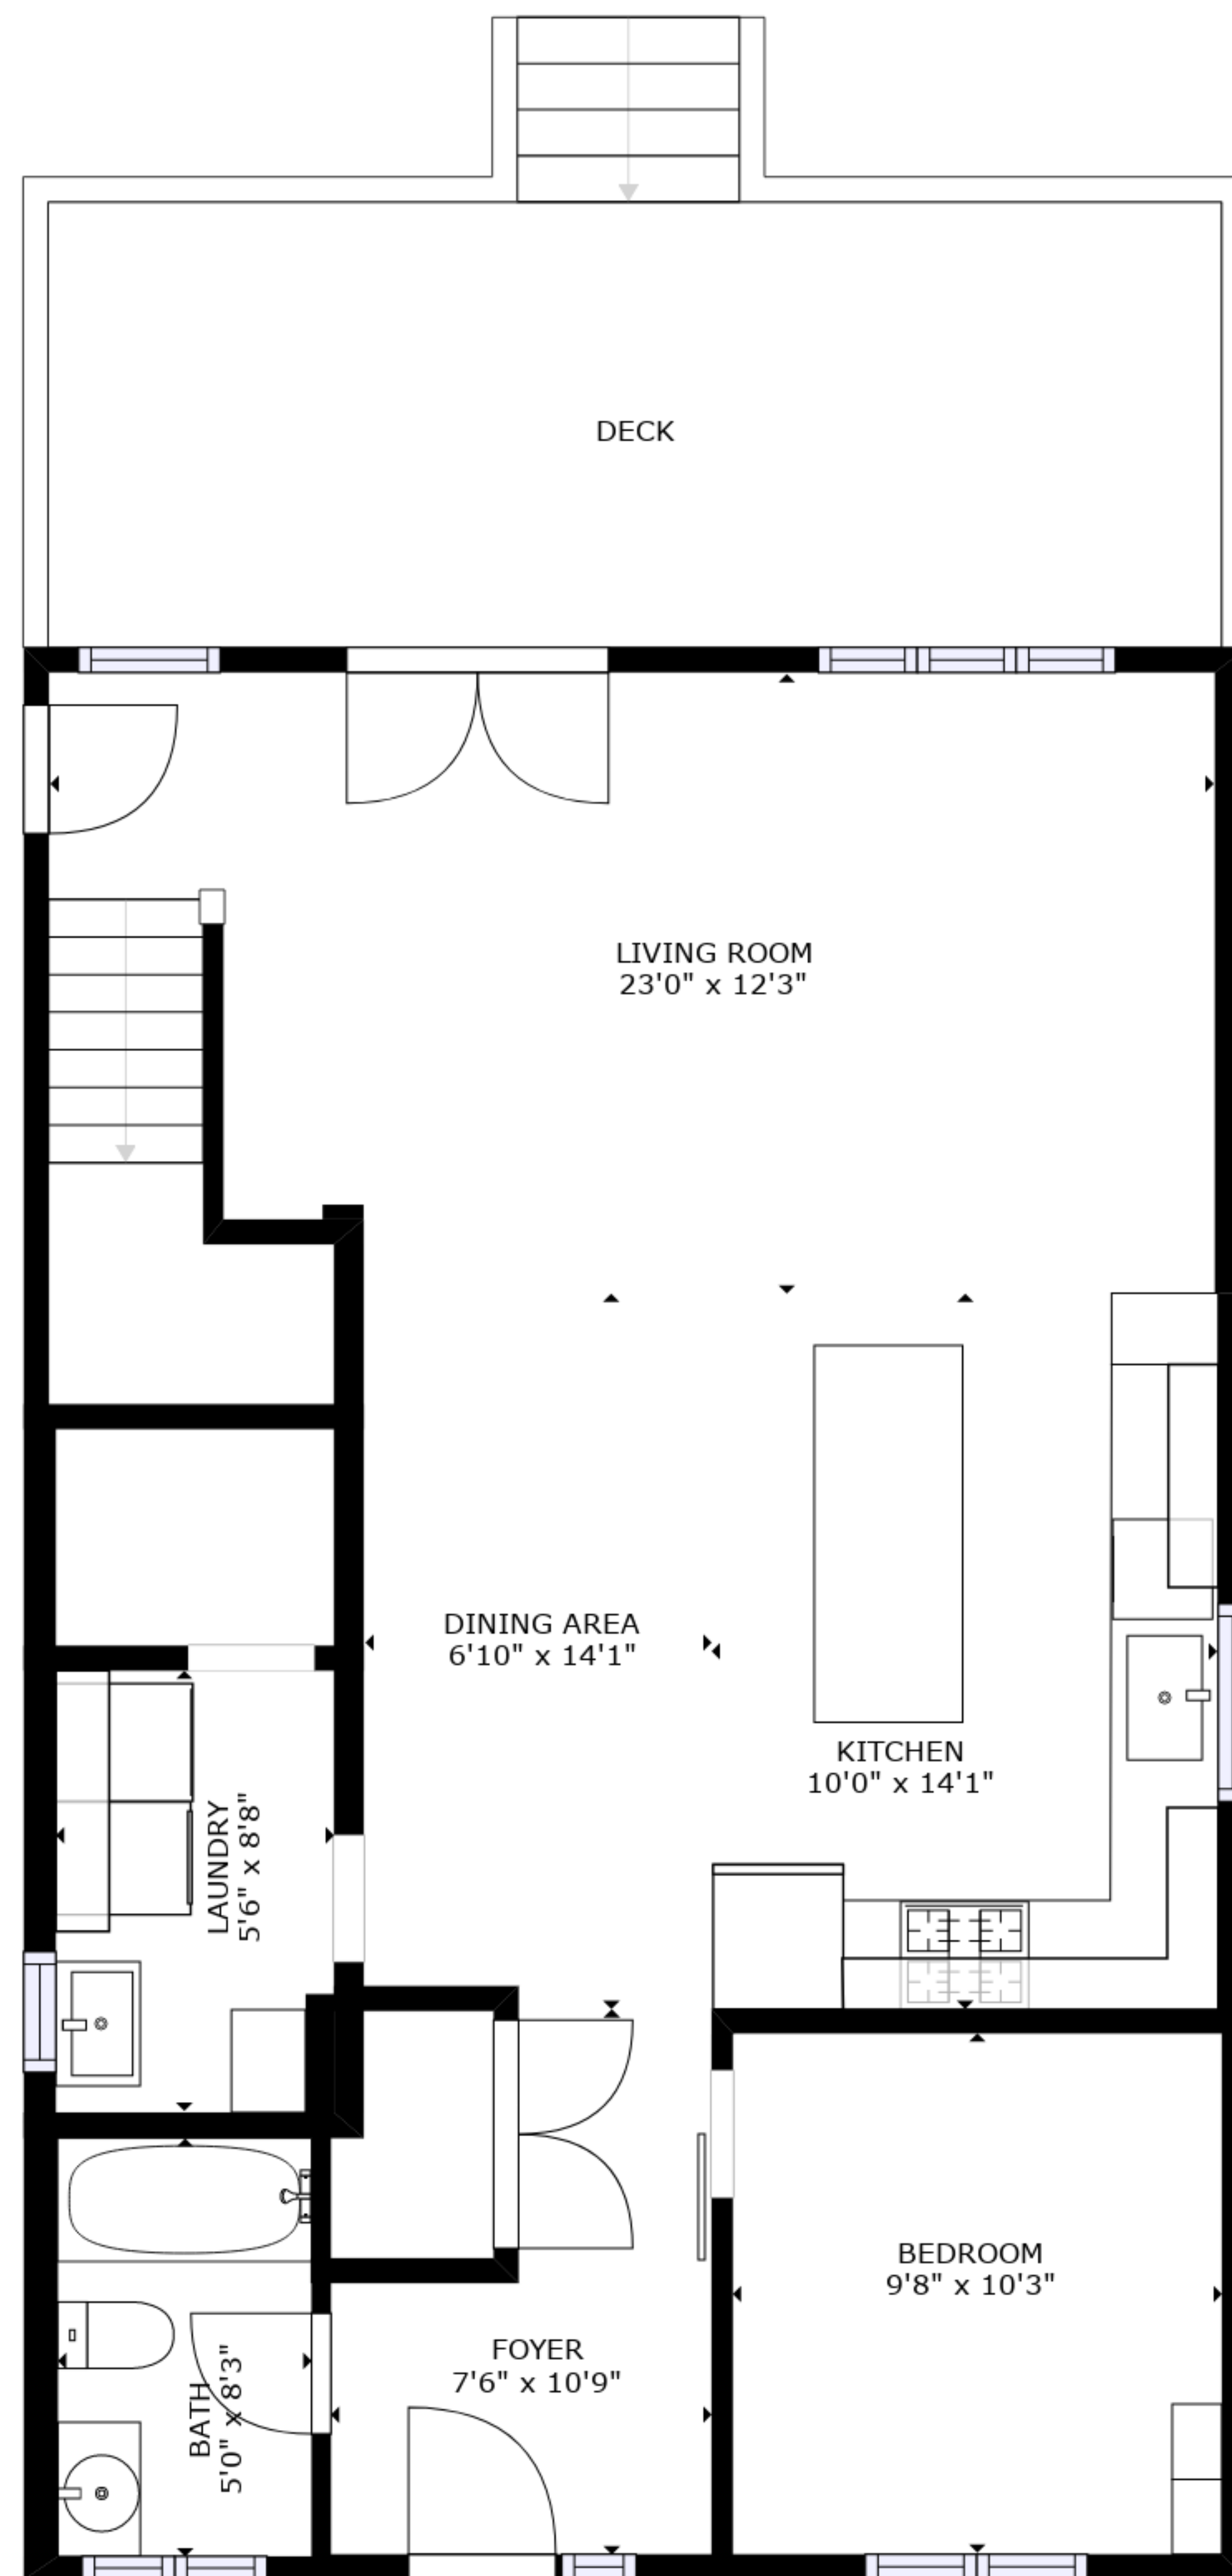 DECK
LIVING ROOM
23'0" x 12'3"
DINING AREA
6'10" x 14'1"
KITCHEN
10'0" x 14'1"
LAUNDRY
5'6" x 8'8"
BEDROOM
9'8" x 10'3"
FOYER
7'6" x 10'9"
BATH
5'0" x 8'3"